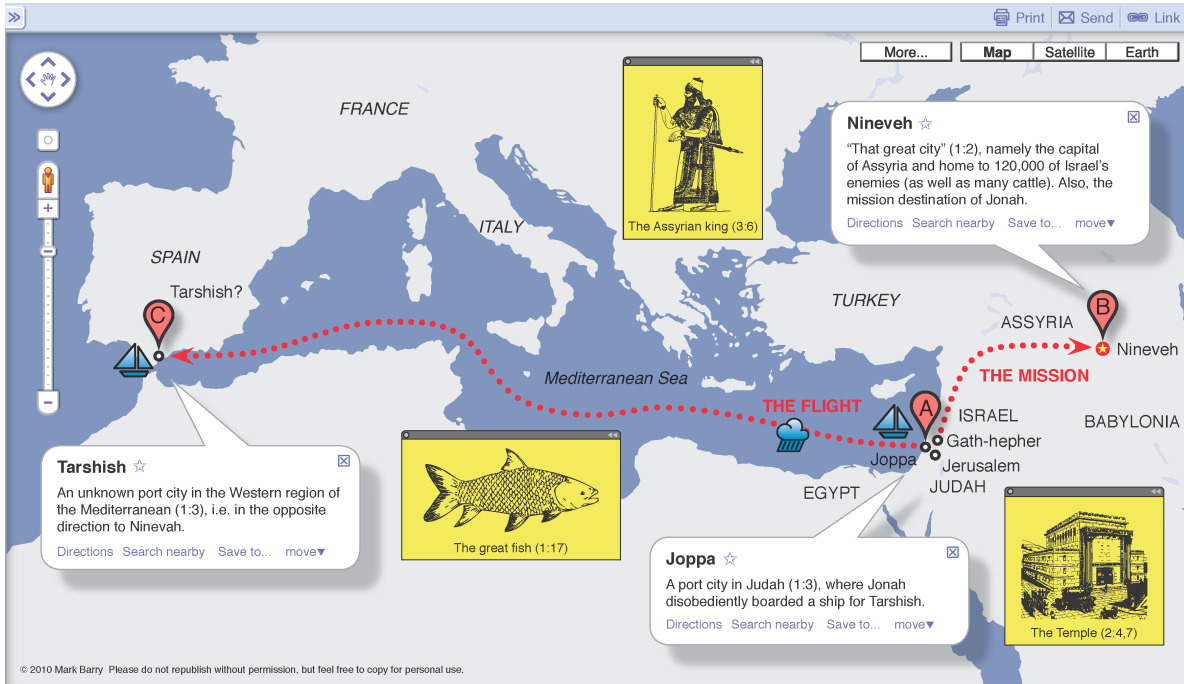 »
Print
Send
Link
More...
Map
Satellite
Earth
FRANCE
The Assyrian king (3:6)
Nineveh
“That great city” (1:2), namely the capital
of Assyria and home to 120,000 of Israel’s
enemies (as well as many cattle). Also, the
mission destination of Jonah.
Directions Search nearby Save to... move▾
ITALY
SPAIN
Tarshish?
C
TURKEY
B
ASSYRIA
Nineveh
Mediterranean Sea
THE MISSION
THE FLIGHT
A
ISRAEL
BABYLONIA
Gath-hepher
Joppa
Jerusalem
JUDAH
EGYPT
Tarshish
An unknown port city in the Western region of
the Mediterranean (1:3), i.e. in the opposite
direction to Ninevah.
Directions Search nearby Save to... move▾
The great fish (1:17)
Joppa
A port city in Judah (1:3), where Jonah
disobediently boarded a ship for Tarshish.
Directions Search nearby Save to... move▾
The Temple (2:4,7)
© 2010 Mark Barry Please do not republish without permission, but feel free to copy for personal use.